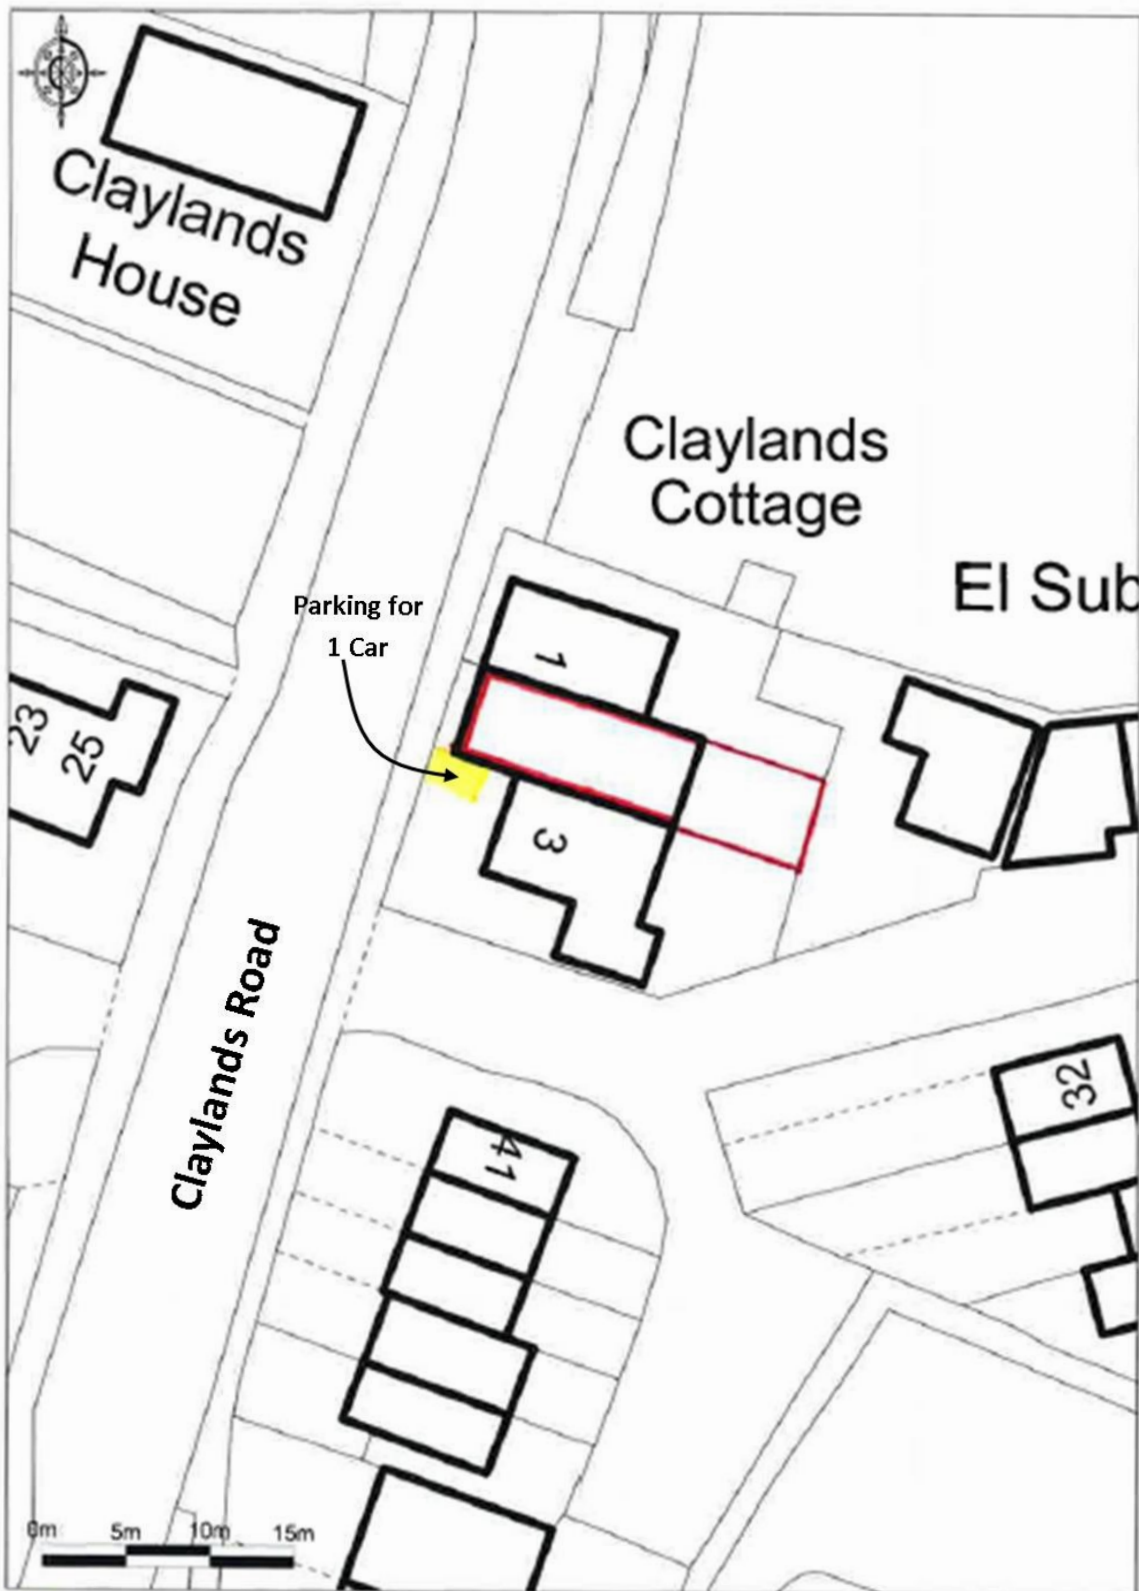 Claylands
House
Claylands
Cottage
El Sub
Parking for
1 Car
1
23
25
3
Claylands Road
32
41
0m 5m 10m 15m